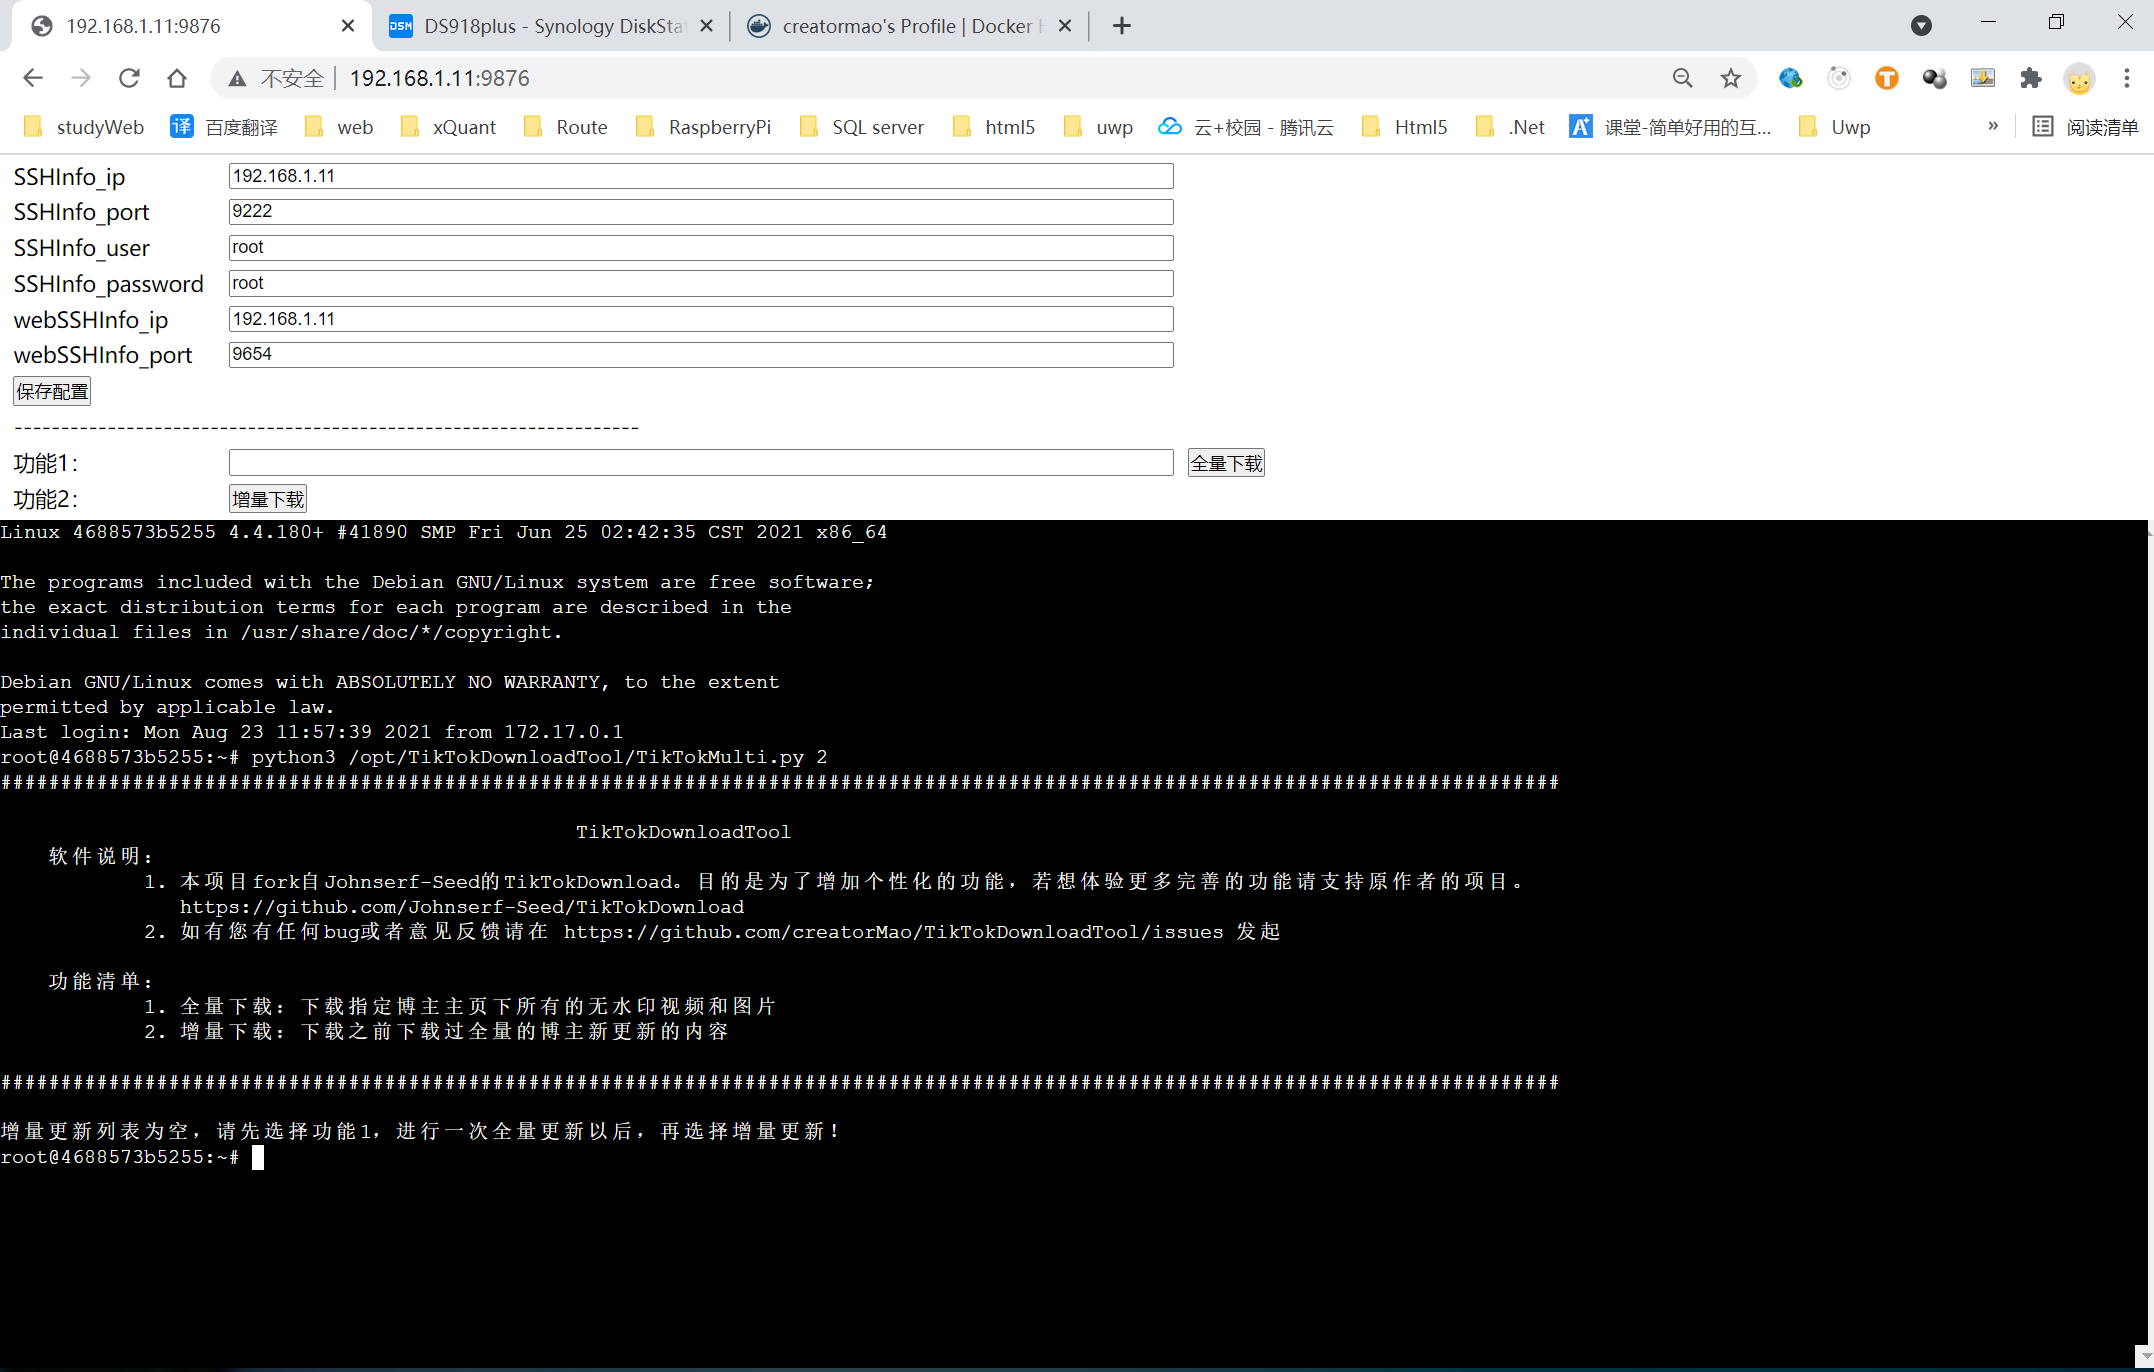 192.168.1.11:9876
DS918plus - Synology DiskSta
creatormao's Profile | Docker H
不安全 | 192.168.1.11:9876
studyWeb 译 百度翻译 web xQuant Route RaspberryPi SQL server html5 uwp 云+校园 - 腾讯云 Html5 .Net 课堂-简单好用的互... Uwp » 阅读清单
SSHInfo_ip 192.168.1.11
SSHInfo_port 9222
SSHInfo_user root
SSHInfo_password root
webSSHInfo_ip 192.168.1.11
webSSHInfo_port 9654
保存配置
--------------------------------------------------------------------
功能1: 全量下载
功能2: 增量下载
Linux 4688573b5255 4.4.180+ #41890 SMP Fri Jun 25 02:42:35 CST 2021 x86_64
The programs included with the Debian GNU/Linux system are free software;
the exact distribution terms for each program are described in the
individual files in /usr/share/doc/*/copyright.
Debian GNU/Linux comes with ABSOLUTELY NO WARRANTY, to the extent
permitted by applicable law.
Last login: Mon Aug 23 11:57:39 2021 from 172.17.0.1
root@4688573b5255:~# python3 /opt/TikTokDownloadTool/TikTokMulti.py 2
##################################################################################################################################
TikTokDownloadTool
软件说明：
1. 本项目fork自Johnserf-Seed的TikTokDownload。目的是为了增加个性化的功能，若想体验更多完善的功能请支持原作者的项目。
https://github.com/Johnserf-Seed/TikTokDownload
2. 如有您有任何bug或者意见反馈请在 https://github.com/creatorMao/TikTokDownloadTool/issues 发起
功能清单：
1. 全量下载：下载指定博主主页下所有的无水印视频和图片
2. 增量下载：下载之前下载过全量的博主新更新的内容
##################################################################################################################################
增量更新列表为空，请先选择功能1，进行一次全量更新以后，再选择增量更新！
root@4688573b5255:~#